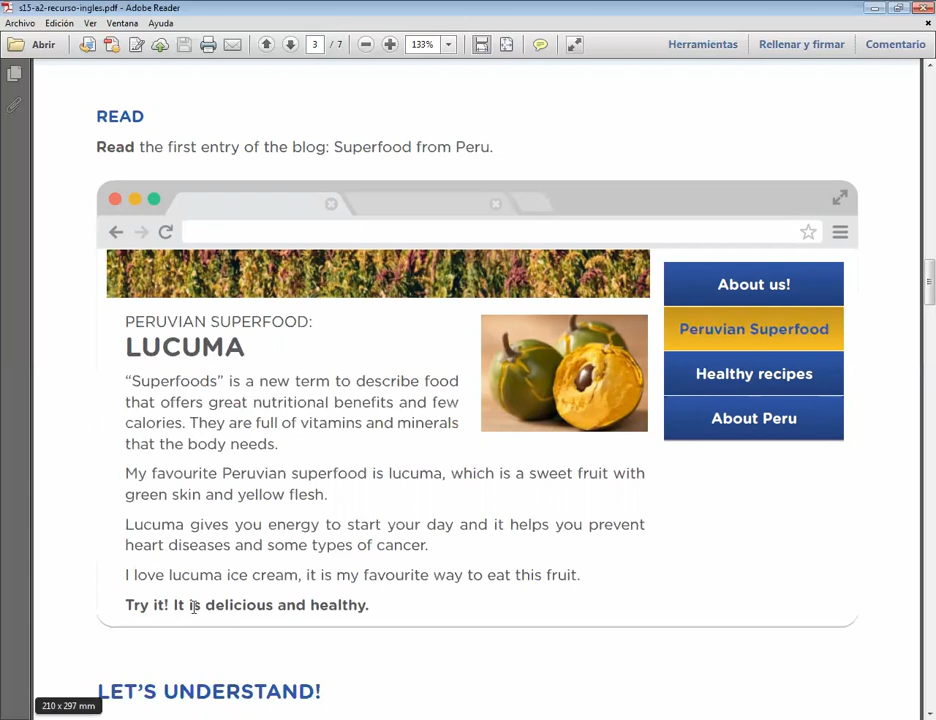 s15-a2-recurso-ingles.pdf - Adobe Reader
Archivo Edición Ver Ventana Ayuda
Abrir 3 / 7 133% Herramientas Rellenar y firmar Comentario
READ
Read the first entry of the blog: Superfood from Peru.
About us!
Peruvian Superfood
Healthy recipes
About Peru
PERUVIAN SUPERFOOD:
LUCUMA
“Superfoods” is a new term to describe food
that offers great nutritional benefits and few
calories. They are full of vitamins and minerals
that the body needs.
My favourite Peruvian superfood is lucuma, which is a sweet fruit with
green skin and yellow flesh.
Lucuma gives you energy to start your day and it helps you prevent
heart diseases and some types of cancer.
I love lucuma ice cream, it is my favourite way to eat this fruit.
Try it! It is delicious and healthy.
LET’S UNDERSTAND!
210 x 297 mm